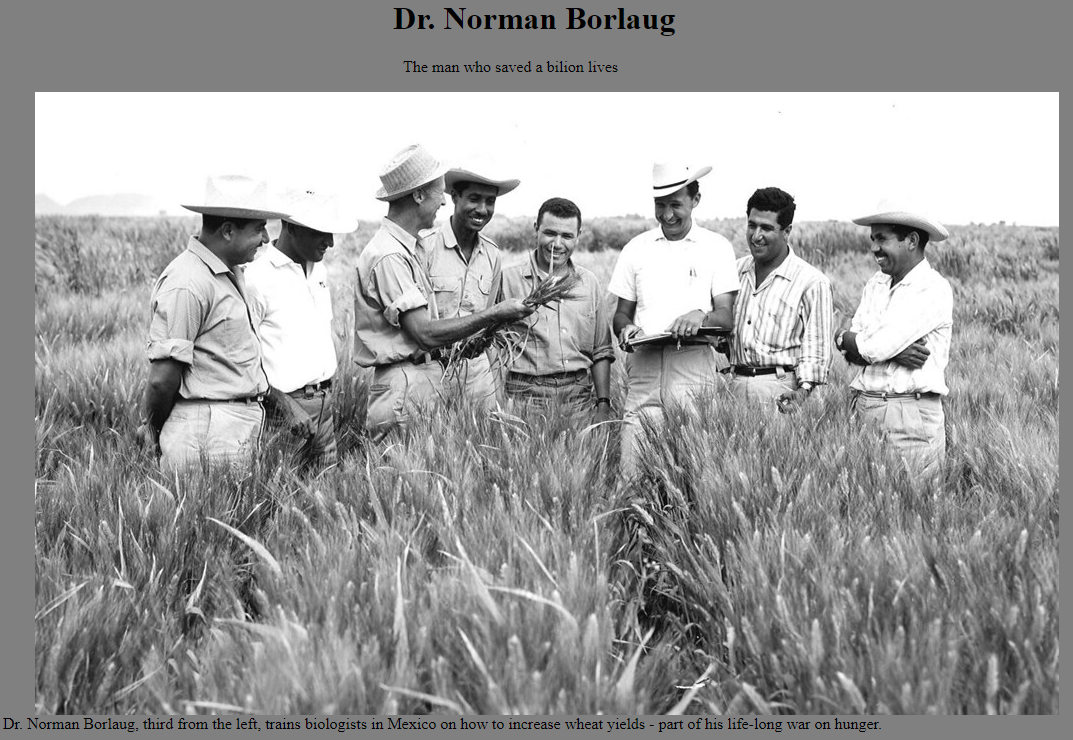 Dr. Norman Borlaug
The man who saved a bilion lives
Dr. Norman Borlaug, third from the left, trains biologists in Mexico on how to increase wheat yields - part of his life-long war on hunger.